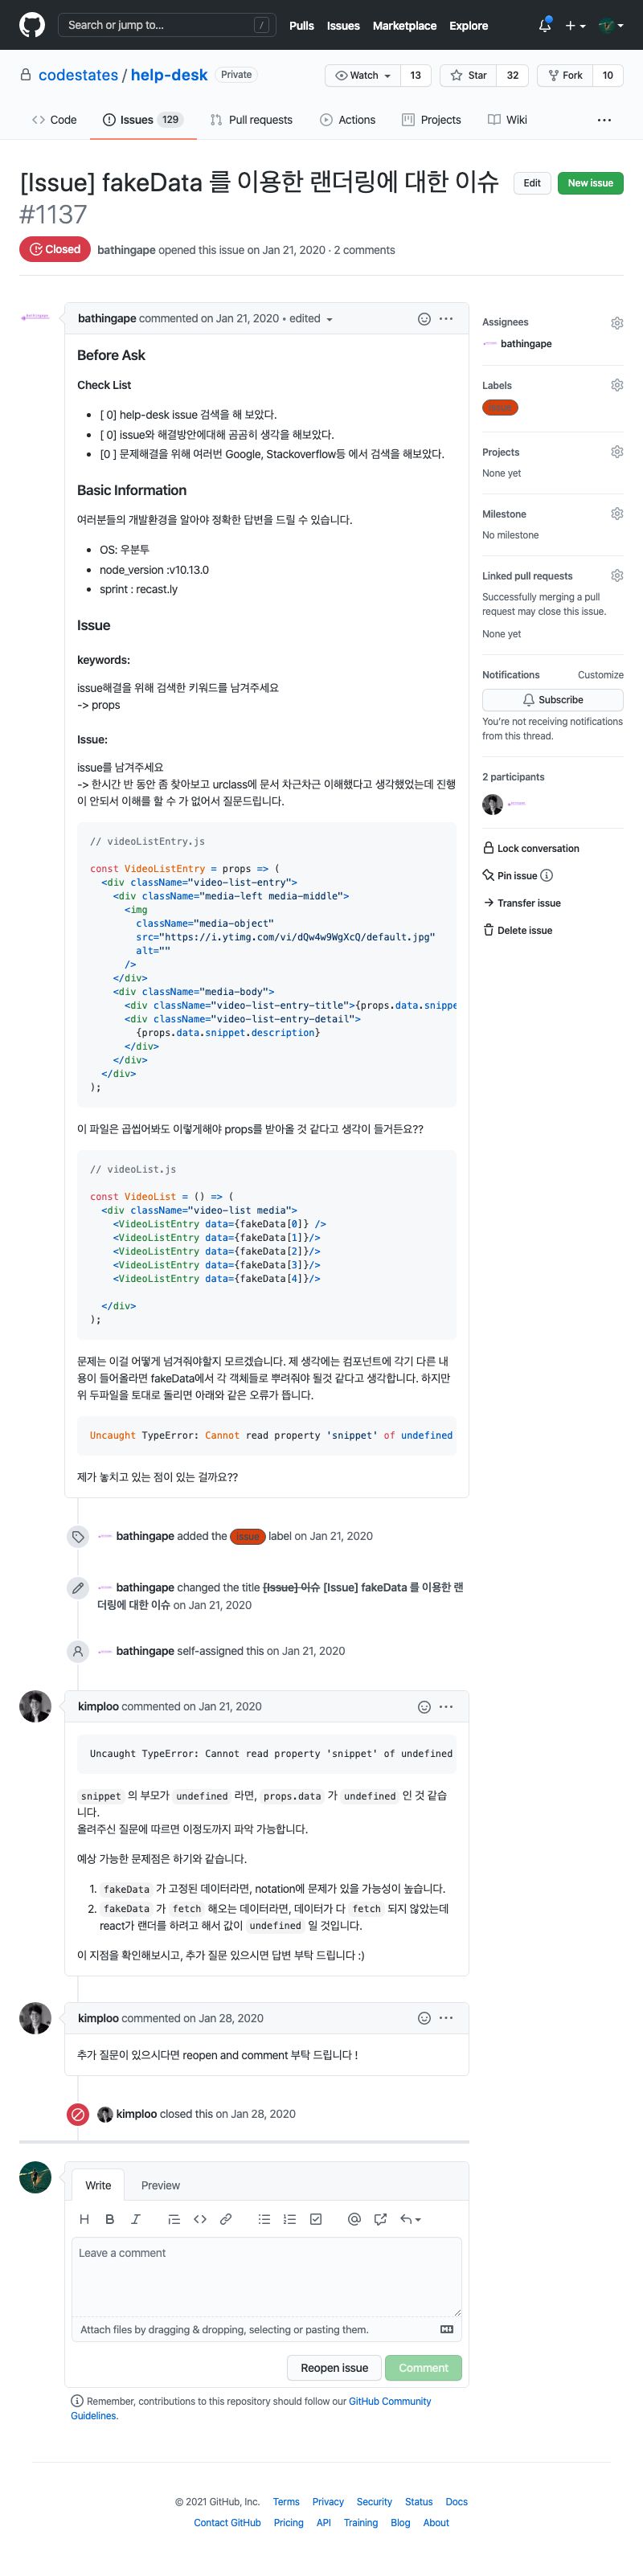 Search or jump to...
/
Pulls Issues Marketplace Explore
codestates / help-desk Private
Watch 13 Star 32 Fork 10
Code Issues 129 Pull requests Actions Projects Wiki
[Issue] fakeData 를 이용한 랜더링에 대한 이슈
#1137
Edit New issue
Closed bathingape opened this issue on Jan 21, 2020 · 2 comments
bathingape commented on Jan 21, 2020 • edited
Before Ask
Check List
[ 0] help-desk issue 검색을 해 보았다.
[ 0] issue와 해결방안에대해 곰곰히 생각을 해보았다.
[0 ] 문제해결을 위해 여러번 Google, Stackoverflow등 에서 검색을 해보았다.
Basic Information
여러분들의 개발환경을 알아야 정확한 답변을 드릴 수 있습니다.
OS: 우분투
node_version :v10.13.0
sprint : recast.ly
Issue
keywords:
issue해결을 위해 검색한 키워드를 남겨주세요
-> props
Issue:
issue를 남겨주세요
-> 한시간 반 동안 좀 찾아보고 urclass에 문서 차근차근 이해했다고 생각했었는데 진행
이 안되서 이해를 할 수 가 없어서 질문드립니다.
// videoListEntry.js
const VideoListEntry = props => (
<div className="video-list-entry">
<div className="media-left media-middle">
<img
className="media-object"
src="https://i.ytimg.com/vi/dQw4w9WgXcQ/default.jpg"
alt=""
/>
</div>
<div className="media-body">
<div className="video-list-entry-title">{props.data.snippe
<div className="video-list-entry-detail">
{props.data.snippet.description}
</div>
</div>
</div>
);
이 파일은 곱씹어봐도 이렇게해야 props를 받아올 것 같다고 생각이 들거든요??
// videoList.js
const VideoList = () => (
<div className="video-list media">
<VideoListEntry data={fakeData[0]} />
<VideoListEntry data={fakeData[1]}/>
<VideoListEntry data={fakeData[2]}/>
<VideoListEntry data={fakeData[3]}/>
<VideoListEntry data={fakeData[4]}/>
</div>
);
문제는 이걸 어떻게 넘겨줘야할지 모르겠습니다. 제 생각에는 컴포넌트에 각기 다른 내
용이 들어올라면 fakeData에서 각 객체들로 뿌려줘야 될것 같다고 생각합니다. 하지만
위 두파일을 토대로 돌리면 아래와 같은 오류가 뜹니다.
Uncaught TypeError: Cannot read property 'snippet' of undefined
제가 놓치고 있는 점이 있는 걸까요??
bathingape added the issue label on Jan 21, 2020
bathingape changed the title [Issue] 이슈 [Issue] fakeData 를 이용한 랜
더링에 대한 이슈 on Jan 21, 2020
bathingape self-assigned this on Jan 21, 2020
kimploo commented on Jan 21, 2020
Uncaught TypeError: Cannot read property 'snippet' of undefined
snippet 의 부모가 undefined 라면, props.data 가 undefined 인 것 같습
니다.
올려주신 질문에 따르면 이정도까지 파악 가능합니다.
예상 가능한 문제점은 하기와 같습니다.
1. fakeData 가 고정된 데이터라면, notation에 문제가 있을 가능성이 높습니다.
2. fakeData 가 fetch 해오는 데이터라면, 데이터가 다 fetch 되지 않았는데
react가 랜더를 하려고 해서 값이 undefined 일 것입니다.
이 지점을 확인해보시고, 추가 질문 있으시면 답변 부탁 드립니다 :)
kimploo commented on Jan 28, 2020
추가 질문이 있으시다면 reopen and comment 부탁 드립니다 !
kimploo closed this on Jan 28, 2020
Write Preview
Leave a comment
Attach files by dragging & dropping, selecting or pasting them.
Reopen issue Comment
Remember, contributions to this repository should follow our GitHub Community
Guidelines.
Assignees
bathingape
Labels
issue
Projects
None yet
Milestone
No milestone
Linked pull requests
Successfully merging a pull
request may close this issue.
None yet
Notifications Customize
Subscribe
You're not receiving notifications
from this thread.
2 participants
Lock conversation
Pin issue
Transfer issue
Delete issue
© 2021 GitHub, Inc. Terms Privacy Security Status Docs
Contact GitHub Pricing API Training Blog About